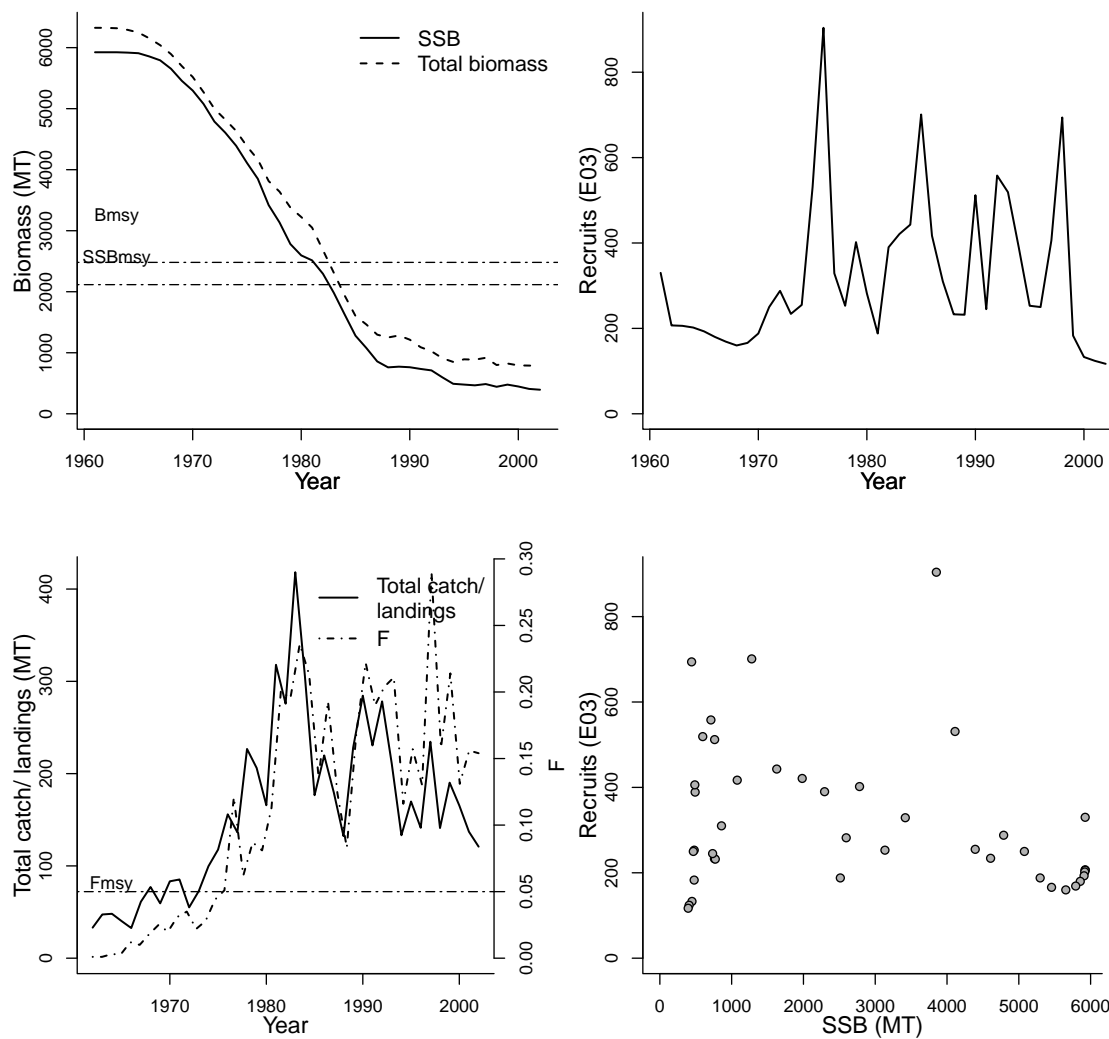 SSB
Total biomass
Bmsy
SSBmsy
Biomass (MT)
0
1000
2000
3000
4000
5000
6000
1960
1970
1980
1990
2000
Year
Recruits (E03)
0
200
400
600
800
1960
1970
1980
1990
2000
Year
Total catch/
landings
F
Fmsy
Total catch/ landings (MT)
0
100
200
300
400
0.00
0.05
0.10
0.15
0.20
0.25
0.30
F
1970
1980
1990
2000
Year
Recruits (E03)
0
200
400
600
800
0
1000
2000
3000
4000
5000
6000
SSB (MT)